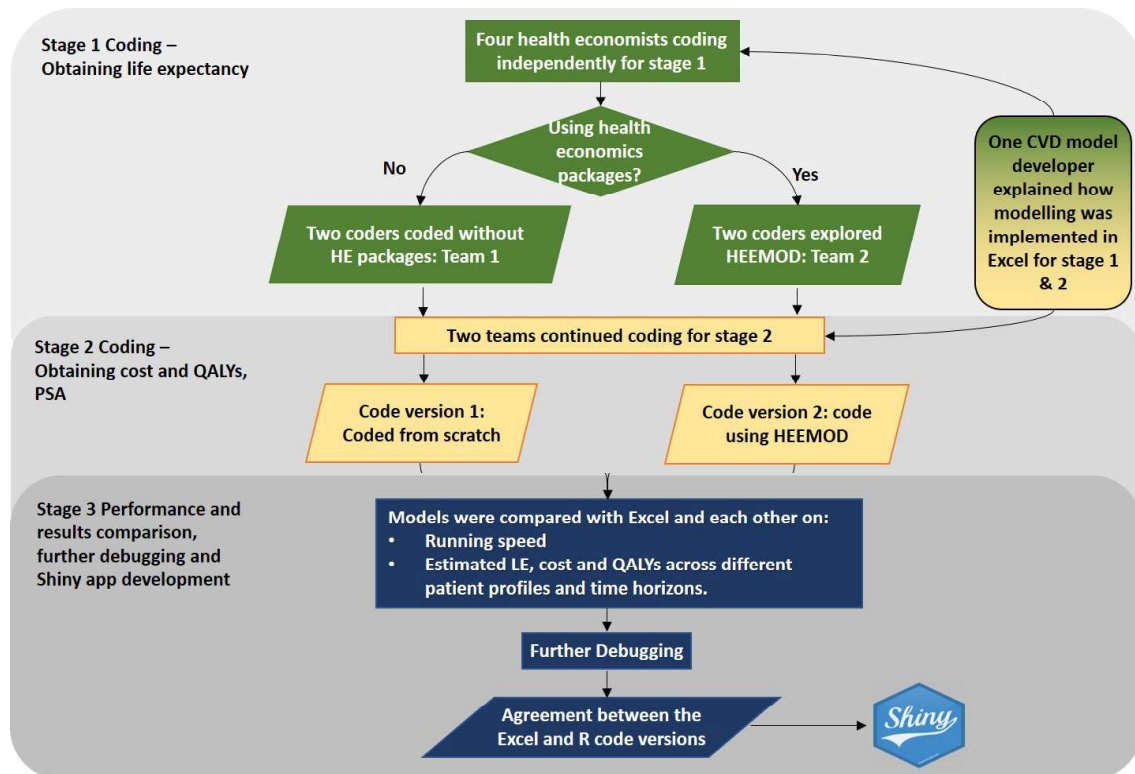 Stage 1 Coding –
Obtaining life expectancy
Four health economists coding
independently for stage 1
Using health
economics
packages?
No
Yes
One CVD model
developer
explained how
modelling was
implemented in
Excel for stage 1
& 2
Two coders coded without
HE packages: Team 1
Two coders explored
HEEMOD: Team 2
Stage 2 Coding –
Obtaining cost and QALYs,
PSA
Two teams continued coding for stage 2
Code version 1:
Coded from scratch
Code version 2: code
using HEEMOD
Stage 3 Performance and
results comparison,
further debugging and
Shiny app development
Models were compared with Excel and each other on:
• Running speed
• Estimated LE, cost and QALYs across different
patient profiles and time horizons.
Further Debugging
Agreement between the
Excel and R code versions
Shiny